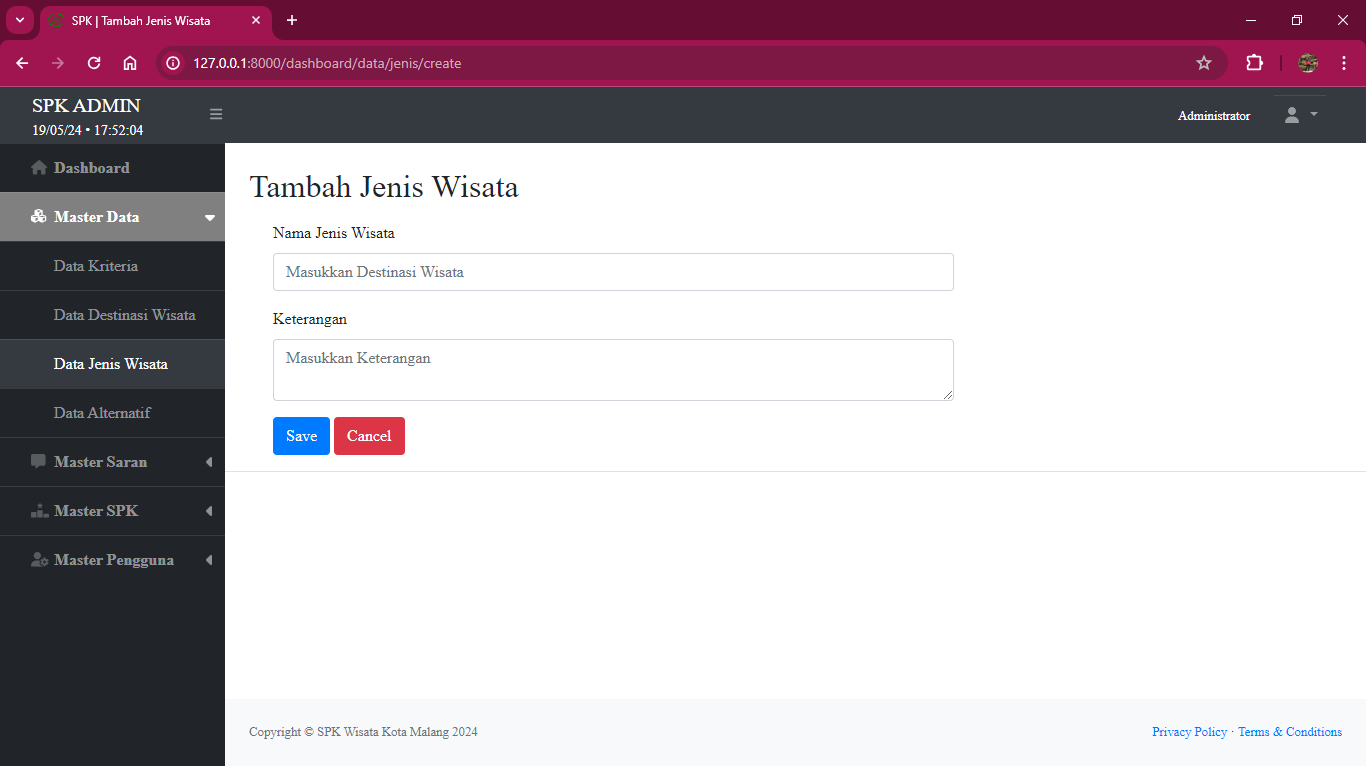 SPK | Tambah Jenis Wisata
127.0.0.1:8000/dashboard/data/jenis/create
SPK ADMIN
19/05/24 • 17:52:04
Administrator
Dashboard
Master Data
Data Kriteria
Data Destinasi Wisata
Data Jenis Wisata
Data Alternatif
Master Saran
Master SPK
Master Pengguna
Tambah Jenis Wisata
Nama Jenis Wisata
Masukkan Destinasi Wisata
Keterangan
Masukkan Keterangan
Save Cancel
Copyright © SPK Wisata Kota Malang 2024
Privacy Policy · Terms & Conditions